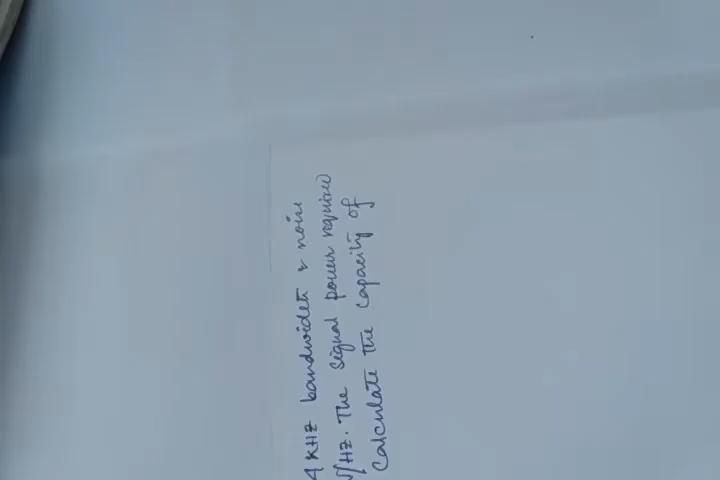 4 KHZ bandwidth & noise
/HZ. The signal power required
Calculate the capacity of